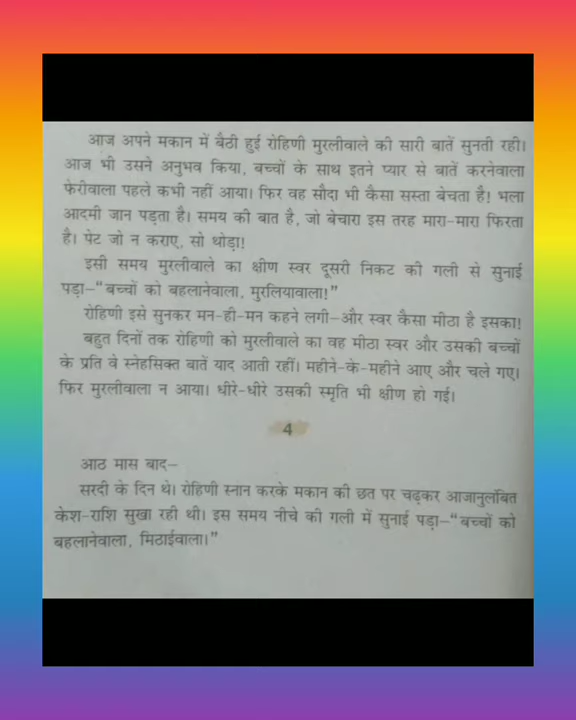 आज अपने मकान में बैठी हुई रोहिणी मुरलीवाले की सारी बातें सुनती रही।
आज भी उसने अनुभव किया, बच्चों के साथ इतने प्यार से बातें करनेवाला
फेरीवाला पहले कभी नहीं आया। फिर वह सौदा भी कैसा सस्ता बेचता है! भला
आदमी जान पड़ता है। समय की बात है, जो बेचारा इस तरह मारा-मारा फिरता
है। पेट जो न कराए, सो थोड़ा!
इसी समय मुरलीवाले का क्षीण स्वर दूसरी निकट की गली से सुनाई
पड़ा–“बच्चों को बहलानेवाला, मुरलियावाला!”
रोहिणी इसे सुनकर मन-ही-मन कहने लगी–और स्वर कैसा मीठा है इसका!
बहुत दिनों तक रोहिणी को मुरलीवाले का वह मीठा स्वर और उसकी बच्चों
के प्रति वे स्नेहसिक्त बातें याद आती रहीं। महीने-के-महीने आए और चले गए।
फिर मुरलीवाला न आया। धीरे-धीरे उसकी स्मृति भी क्षीण हो गई।
4
आठ मास बाद–
सरदी के दिन थे। रोहिणी स्नान करके मकान की छत पर चढ़कर आजानुलंबित
केश-राशि सुखा रही थी। इस समय नीचे की गली में सुनाई पड़ा–“बच्चों को
बहलानेवाला, मिठाईवाला।”